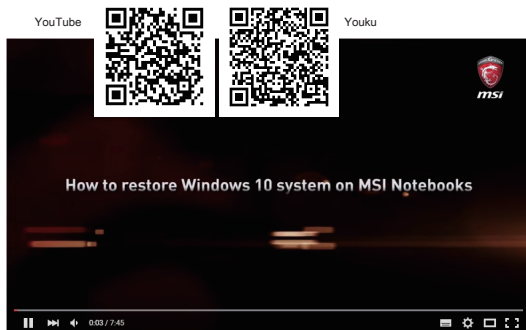 YouTube
Youku
msi
How to restore Windows 10 system on MSI Notebooks
0:03 / 7:45